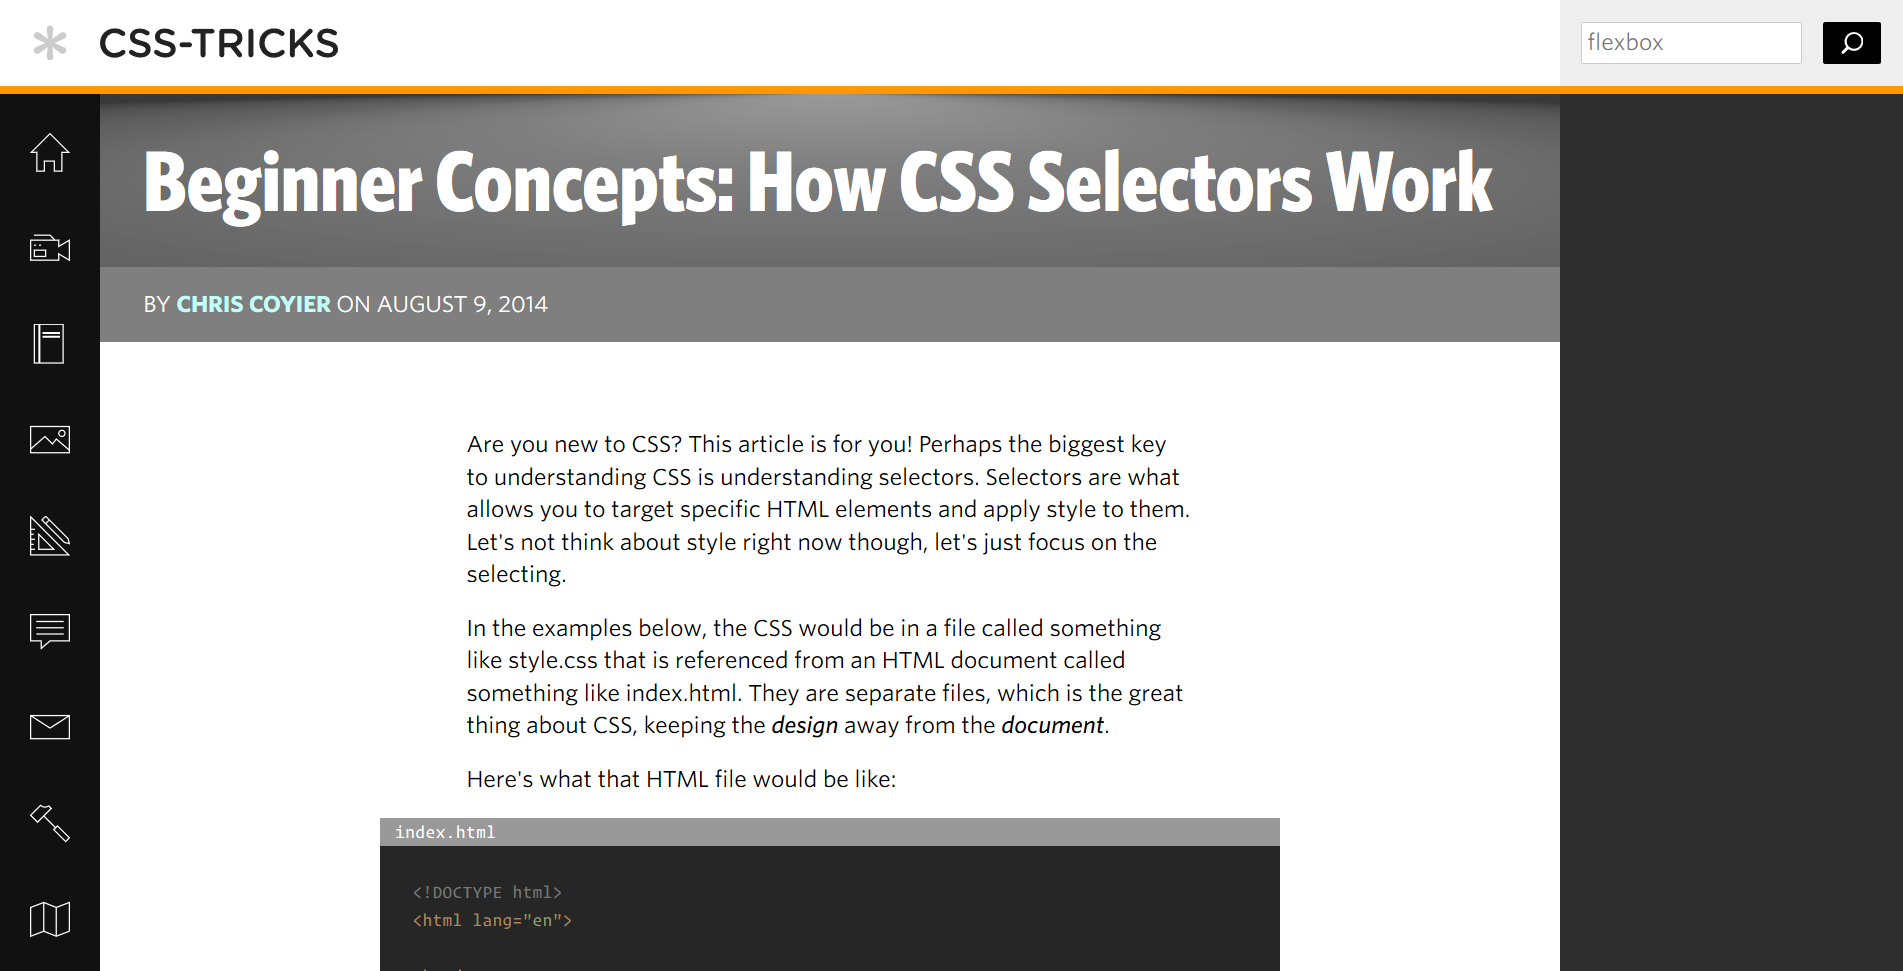 CSS-TRICKS
flexbox
Beginner Concepts: How CSS Selectors Work
BY CHRIS COYIER ON AUGUST 9, 2014
Are you new to CSS? This article is for you! Perhaps the biggest key
to understanding CSS is understanding selectors. Selectors are what
allows you to target specific HTML elements and apply style to them.
Let's not think about style right now though, let's just focus on the
selecting.
In the examples below, the CSS would be in a file called something
like style.css that is referenced from an HTML document called
something like index.html. They are separate files, which is the great
thing about CSS, keeping the design away from the document.
Here's what that HTML file would be like:
index.html
<!DOCTYPE html>
<html lang="en">